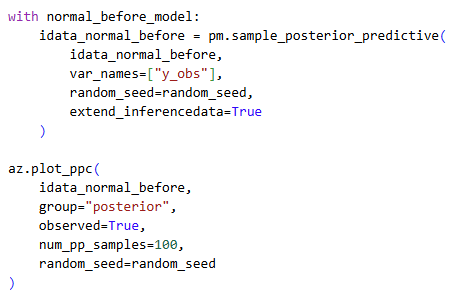 with normal_before_model:
    idata_normal_before = pm.sample_posterior_predictive(
        idata_normal_before,
        var_names=["y_obs"],
        random_seed=random_seed,
        extend_inferencedata=True
    )

az.plot_ppc(
    idata_normal_before,
    group="posterior",
    observed=True,
    num_pp_samples=100,
    random_seed=random_seed
)